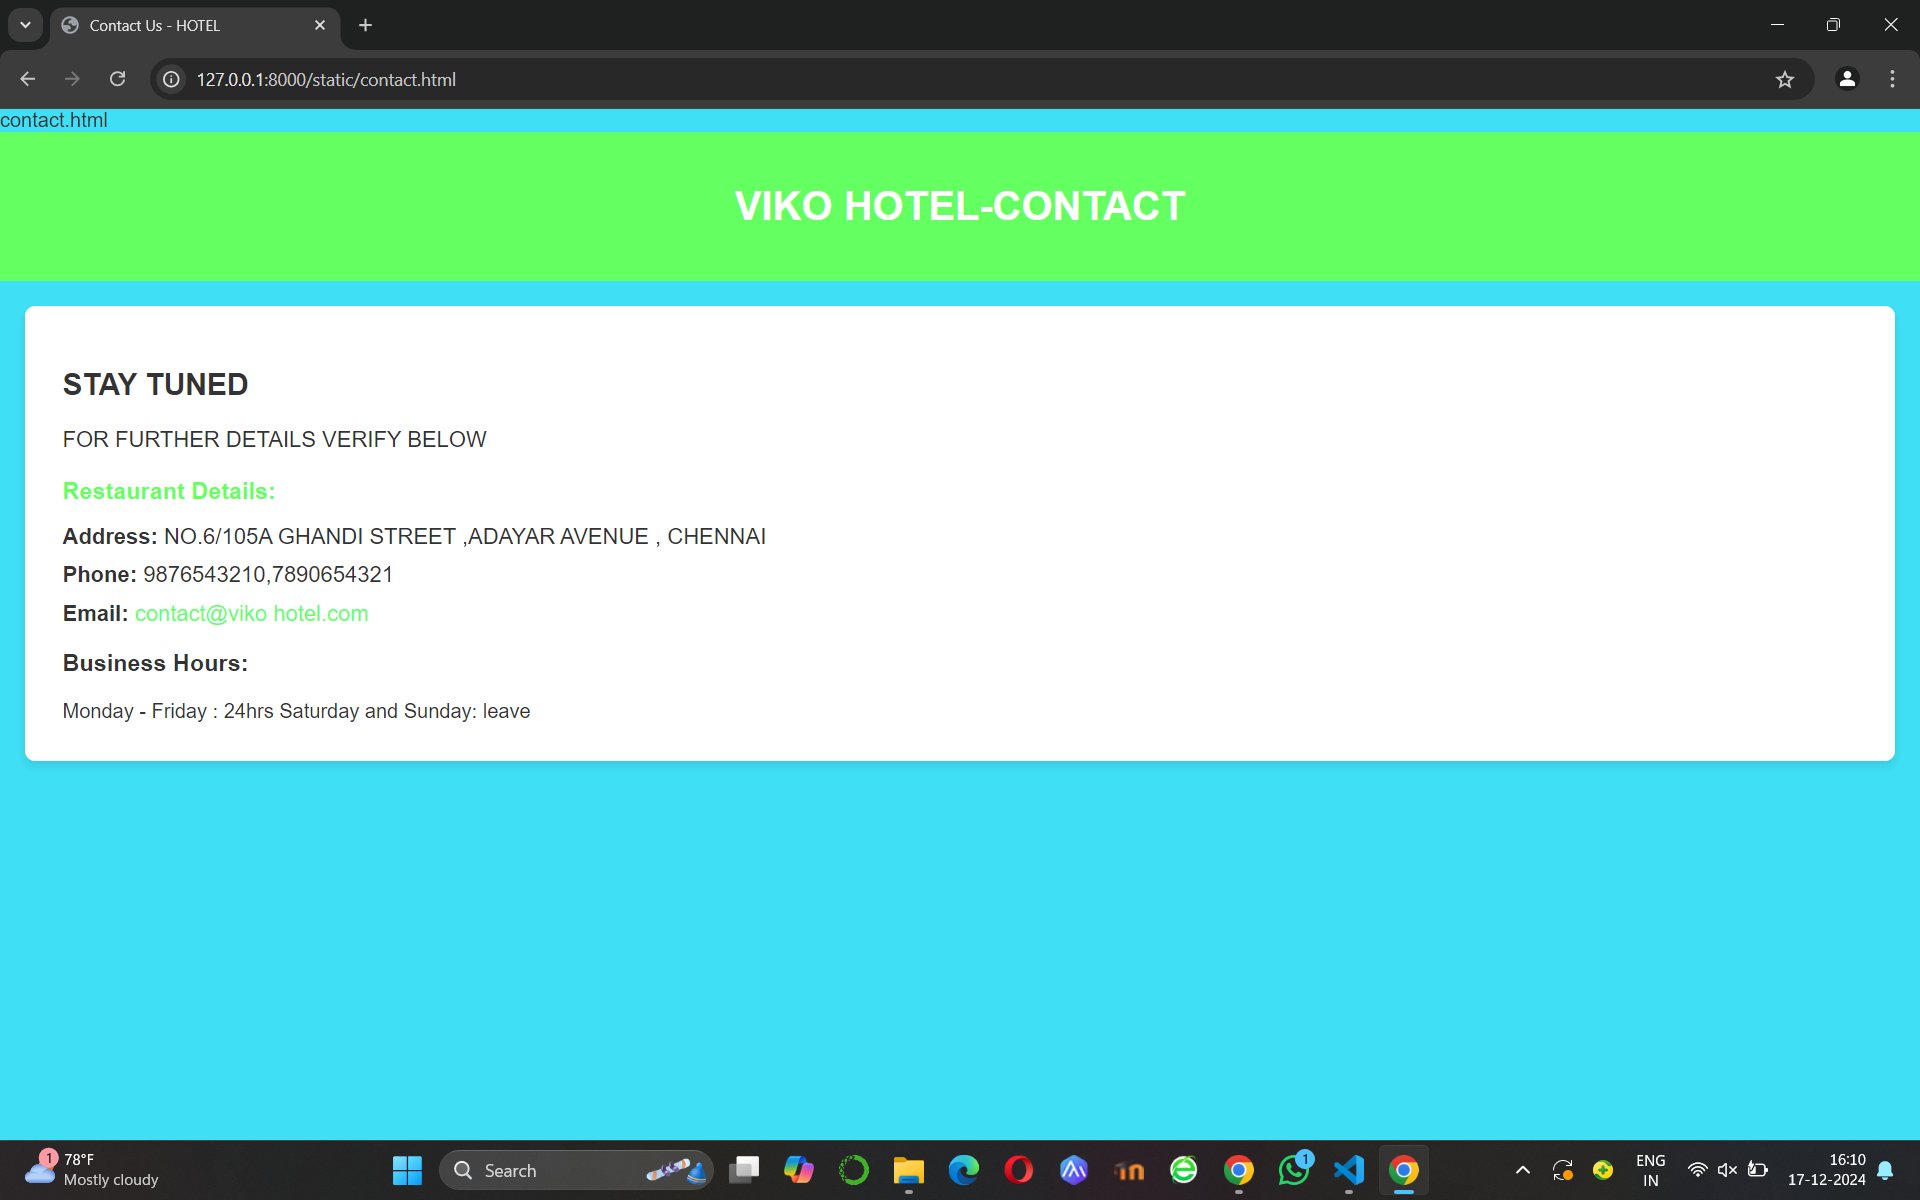 Contact Us - HOTEL
127.0.0.1:8000/static/contact.html
contact.html
VIKO HOTEL-CONTACT
STAY TUNED
FOR FURTHER DETAILS VERIFY BELOW
Restaurant Details:
Address: NO.6/105A GHANDI STREET ,ADAYAR AVENUE , CHENNAI
Phone: 9876543210,7890654321
Email: contact@viko hotel.com
Business Hours:
Monday - Friday : 24hrs Saturday and Sunday: leave
1
78°F
Mostly cloudy
Search
1
ENG
IN
16:10
17-12-2024